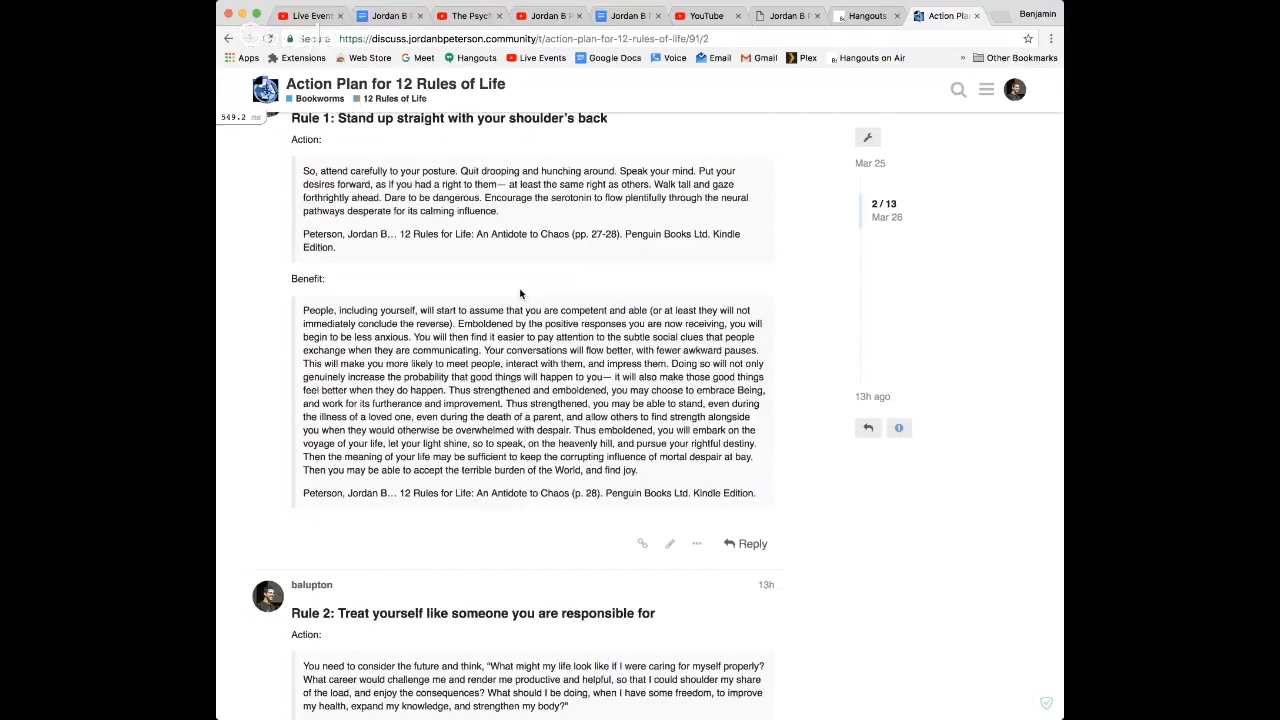 Live Event
Jordan B P
The Psych
Jordan B P
Jordan B P
YouTube
Jordan B P
Hangouts
Action Plan
Benjamin
Secure https://discuss.jordanbpeterson.community/t/action-plan-for-12-rules-of-life/91/2
Apps Extensions Web Store Meet Hangouts Live Events Google Docs Voice Email Gmail Plex Hangouts on Air » Other Bookmarks
Action Plan for 12 Rules of Life
Bookworms 12 Rules of Life
549.2 ms
Rule 1: Stand up straight with your shoulder's back
Action:
So, attend carefully to your posture. Quit drooping and hunching around. Speak your mind. Put your
desires forward, as if you had a right to them— at least the same right as others. Walk tall and gaze
forthrightly ahead. Dare to be dangerous. Encourage the serotonin to flow plentifully through the neural
pathways desperate for its calming influence.
Peterson, Jordan B... 12 Rules for Life: An Antidote to Chaos (pp. 27-28). Penguin Books Ltd. Kindle
Edition.
Benefit:
People, including yourself, will start to assume that you are competent and able (or at least they will not
immediately conclude the reverse). Emboldened by the positive responses you are now receiving, you will
begin to be less anxious. You will then find it easier to pay attention to the subtle social clues that people
exchange when they are communicating. Your conversations will flow better, with fewer awkward pauses.
This will make you more likely to meet people, interact with them, and impress them. Doing so will not only
genuinely increase the probability that good things will happen to you— it will also make those good things
feel better when they do happen. Thus strengthened and emboldened, you may choose to embrace Being,
and work for its furtherance and improvement. Thus strengthened, you may be able to stand, even during
the illness of a loved one, even during the death of a parent, and allow others to find strength alongside
you when they would otherwise be overwhelmed with despair. Thus emboldened, you will embark on the
voyage of your life, let your light shine, so to speak, on the heavenly hill, and pursue your rightful destiny.
Then the meaning of your life may be sufficient to keep the corrupting influence of mortal despair at bay.
Then you may be able to accept the terrible burden of the World, and find joy.
Peterson, Jordan B... 12 Rules for Life: An Antidote to Chaos (p. 28). Penguin Books Ltd. Kindle Edition.
Reply
Mar 25
2 / 13
Mar 26
13h ago
balupton
13h
Rule 2: Treat yourself like someone you are responsible for
Action:
You need to consider the future and think, "What might my life look like if I were caring for myself properly?
What career would challenge me and render me productive and helpful, so that I could shoulder my share
of the load, and enjoy the consequences? What should I be doing, when I have some freedom, to improve
my health, expand my knowledge, and strengthen my body?"